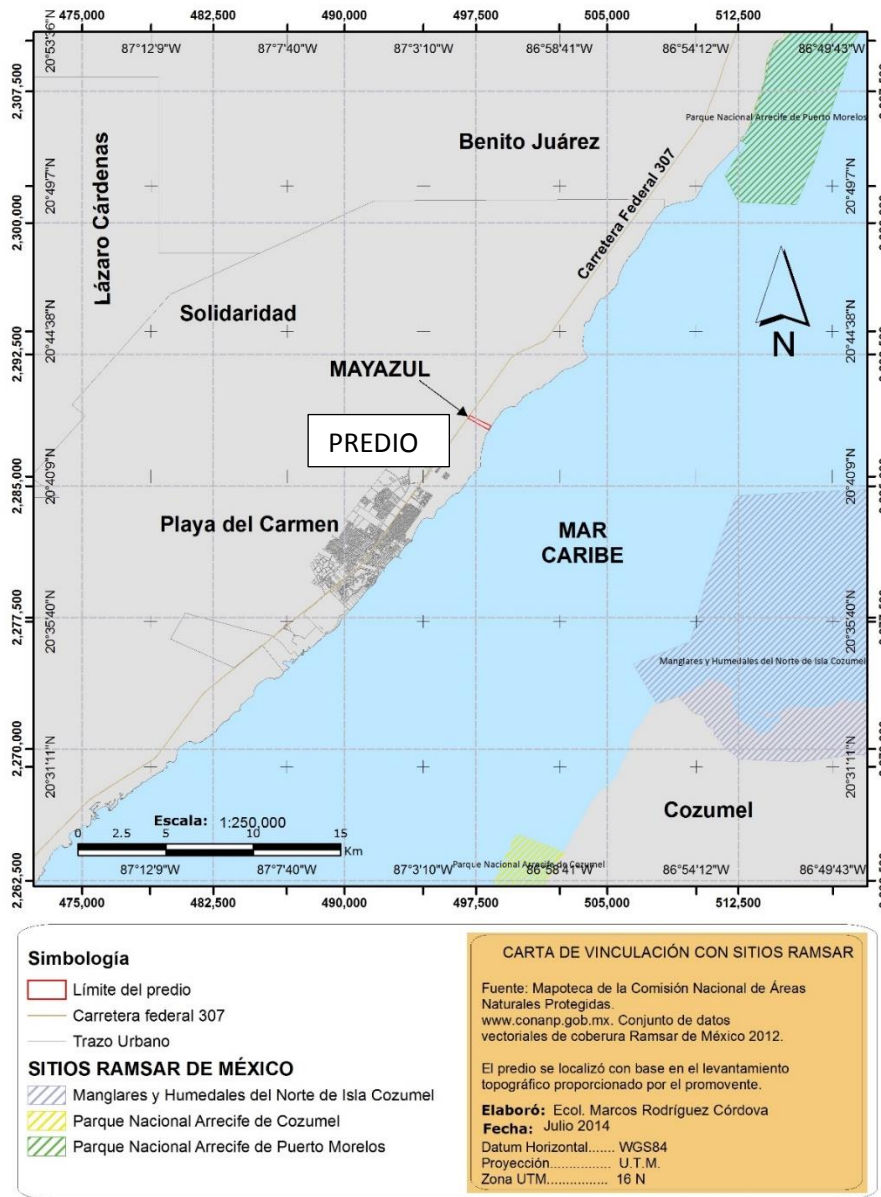 475,000 482,500 490,000 497,500 505,000 512,500
87°12'9"W 87°7'40"W 87°3'10"W 86°58'41"W 86°54'12"W 86°49'43"W
20°53'36"N
2,307,500
Parque Nacional Arrecife de Puerto Morelos
Benito Juárez
Lázaro Cárdenas
Carretera Federal 307
20°49'7"N 20°49'7"N
2,300,000
Solidaridad
20°44'38"N 20°44'38"N
N
2,292,500
MAYAZUL
PREDIO
2,285,000
20°40'9"N 20°40'9"N
Playa del Carmen
MAR
CARIBE
2,277,500
20°35'40"N 20°35'40"N
Manglares y Humedales del Norte de Isla Cozumel
2,270,000
20°31'11"N 20°31'11"N
Cozumel
Escala: 1:250,000
0 2.5 5 10 15
Km
Parque Nacional Arrecife de Cozumel
87°12'9"W 87°7'40"W 87°3'10"W 86°58'41"W 86°54'12"W 86°49'43"W
2,262,500
475,000 482,500 490,000 497,500 505,000 512,500
Simbología
Límite del predio
Carretera federal 307
Trazo Urbano
SITIOS RAMSAR DE MÉXICO
Manglares y Humedales del Norte de Isla Cozumel
Parque Nacional Arrecife de Cozumel
Parque Nacional Arrecife de Puerto Morelos
CARTA DE VINCULACIÓN CON SITIOS RAMSAR
Fuente: Mapoteca de la Comisión Nacional de Áreas
Naturales Protegidas.
www.conanp.gob.mx. Conjunto de datos
vectoriales de coberura Ramsar de México 2012.
El predio se localizó con base en el levantamiento
topográfico proporcionado por el promovente.
Elaboró: Ecol. Marcos Rodríguez Córdova
Fecha: Julio 2014
Datum Horizontal....... WGS84
Proyección............... U.T.M.
Zona UTM............... 16 N